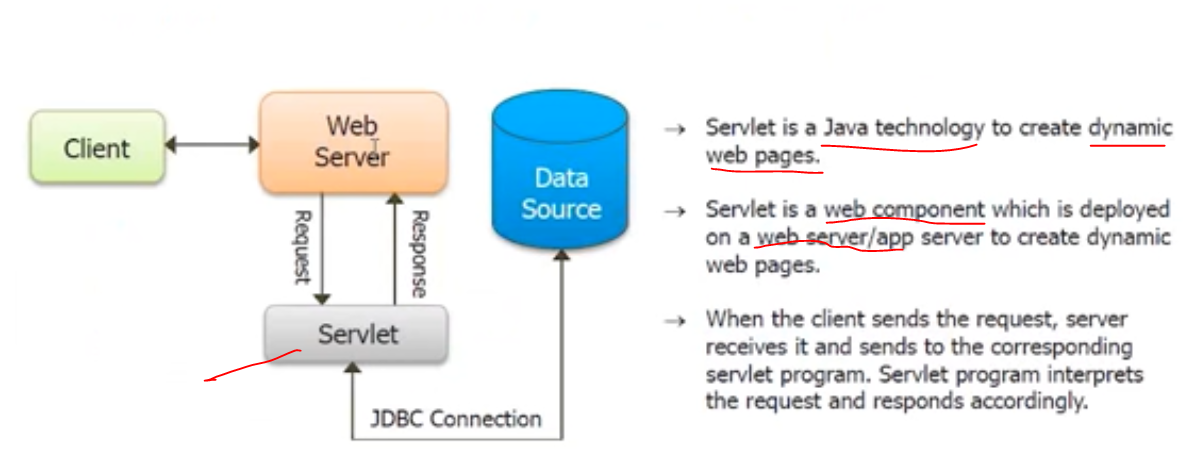 Client
Web
Server
Data
Source
Request
Response
Servlet
JDBC Connection
→ Servlet is a Java technology to create dynamic
web pages.
→ Servlet is a web component which is deployed
on a web server/app server to create dynamic
web pages.
→ When the client sends the request, server
receives it and sends to the corresponding
servlet program. Servlet program interprets
the request and responds accordingly.